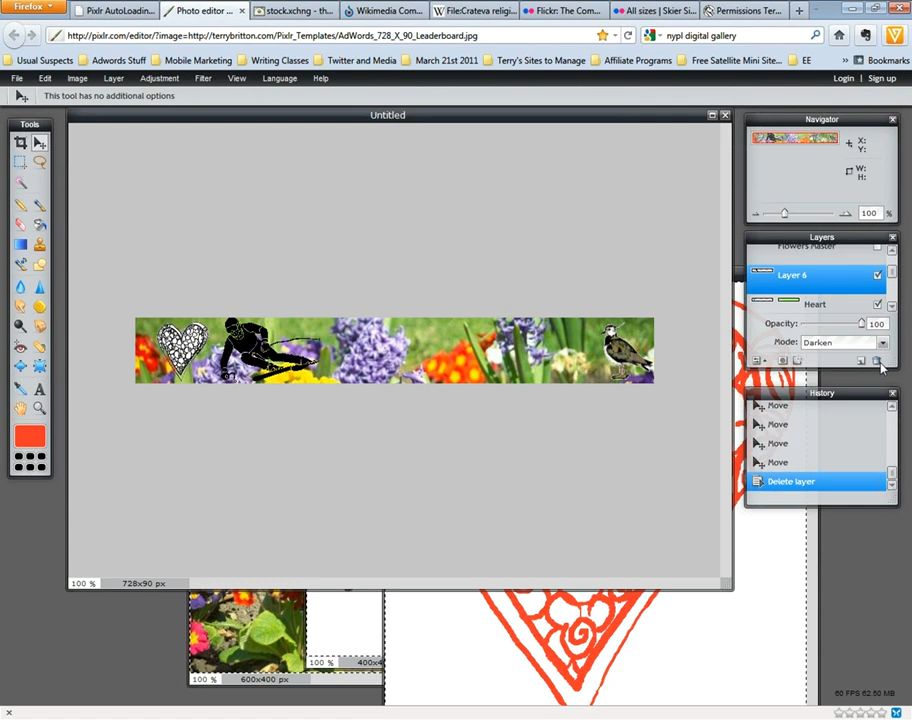 Firefox
Pixlr AutoLoadin...
Photo editor ...
stock.xchng - th...
Wikimedia Com...
File:Crateva religi...
Flickr: The Com...
All sizes | Skier Si...
Permissions Ter...
http://pixlr.com/editor/?image=http://terrybritton.com/Pixlr_Templates/AdWords_728_X_90_Leaderboard.jpg
nypl digital gallery
Usual Suspects
Adwords Stuff
Mobile Marketing
Writing Classes
Twitter and Media
March 21st 2011
Terry's Sites to Manage
Affiliate Programs
Free Satellite Mini Sit...
EE
»
Bookmarks
File
Edit
Image
Layer
Adjustment
Filter
View
Language
Help
Login
Sign up
This tool has no additional options
Tools
Untitled
Navigator
X:
Y:
W:
H:
100 %
Layers
Flowers Master
Layer 6
Heart
Opacity: 100
Mode: Darken
History
Move
Move
Move
Move
Delete layer
100 % 728x90 px
100 % 400x4
100 % 600x400 px
60 FPS 62.50 MB